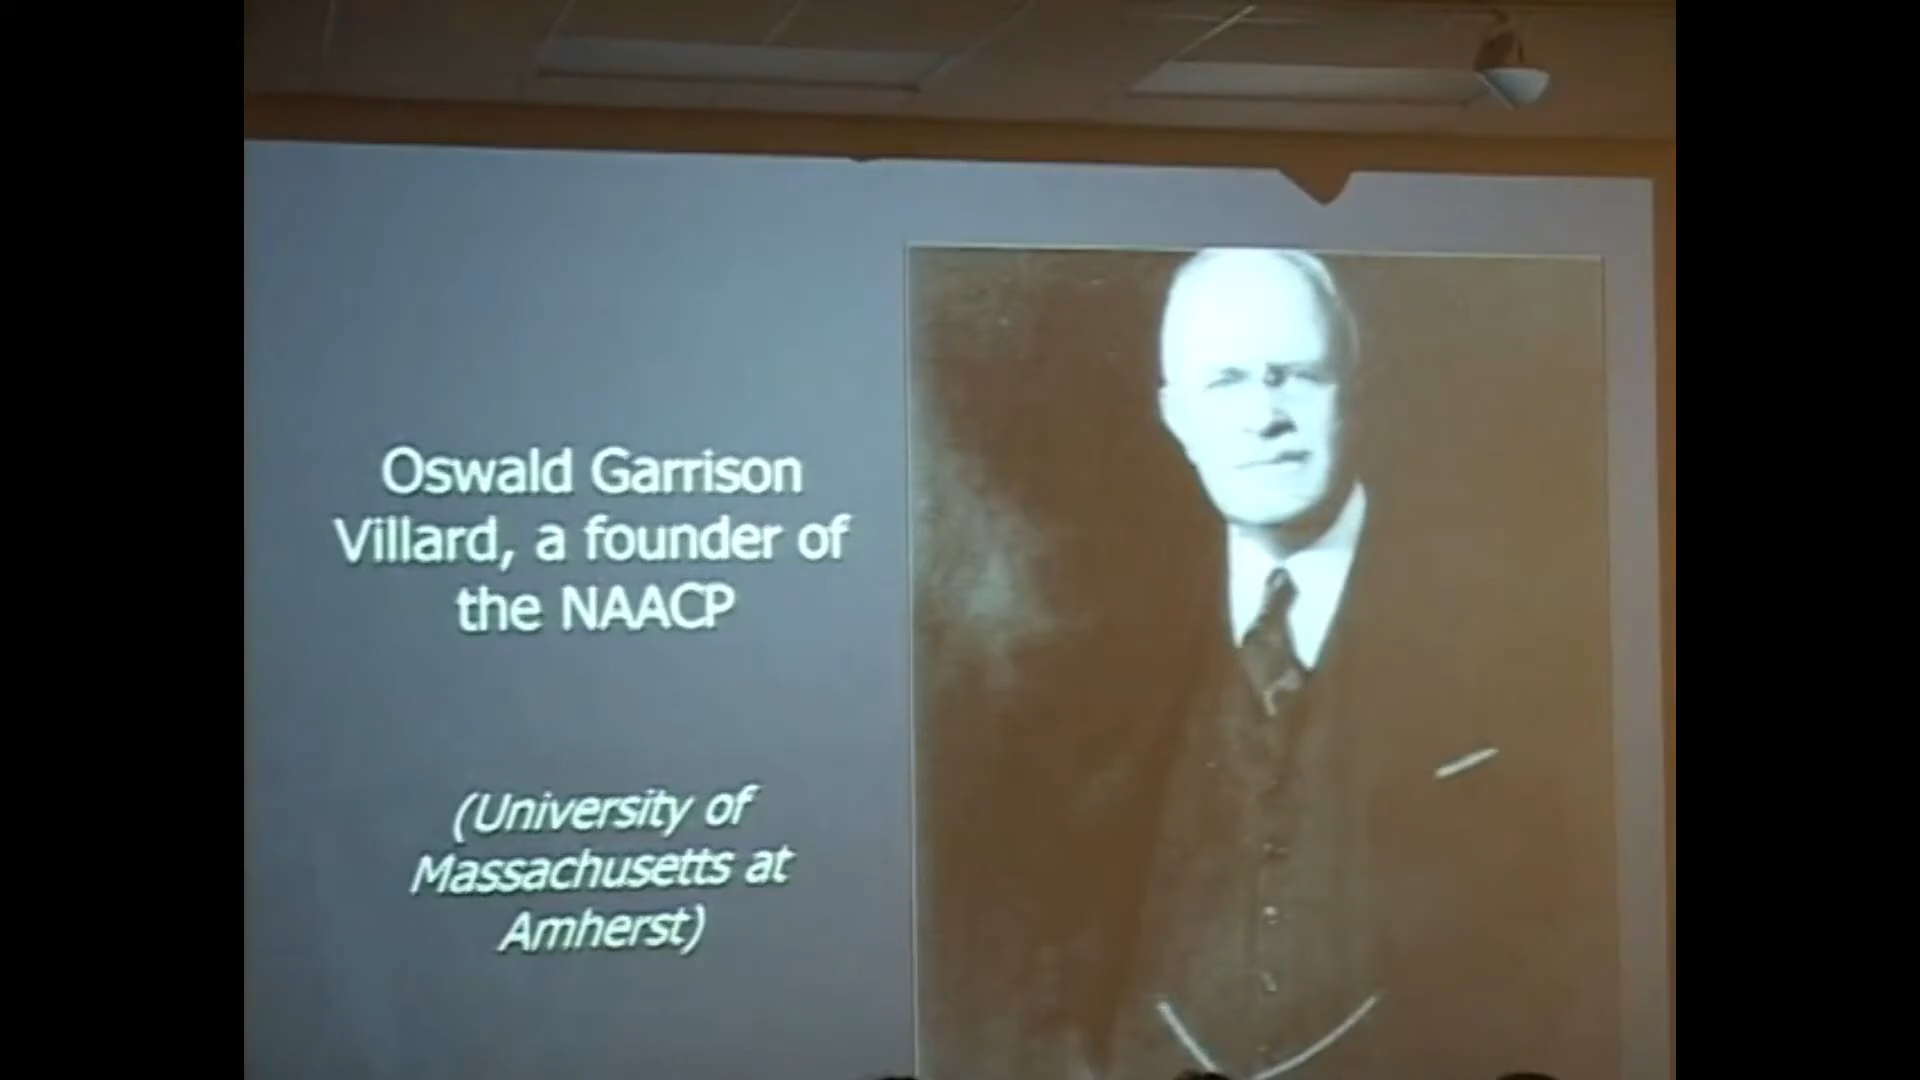 Oswald Garrison
Villard, a founder of
the NAACP
(University of
Massachusetts at
Amherst)